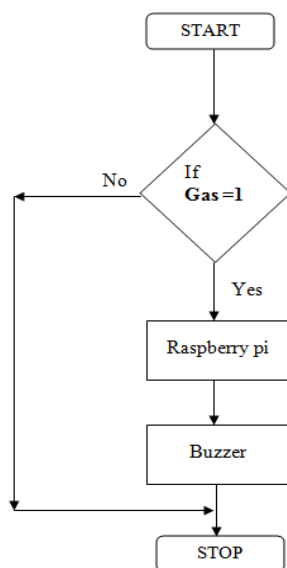 START
If
Gas=1
No
Yes
Raspberry pi
Buzzer
STOP